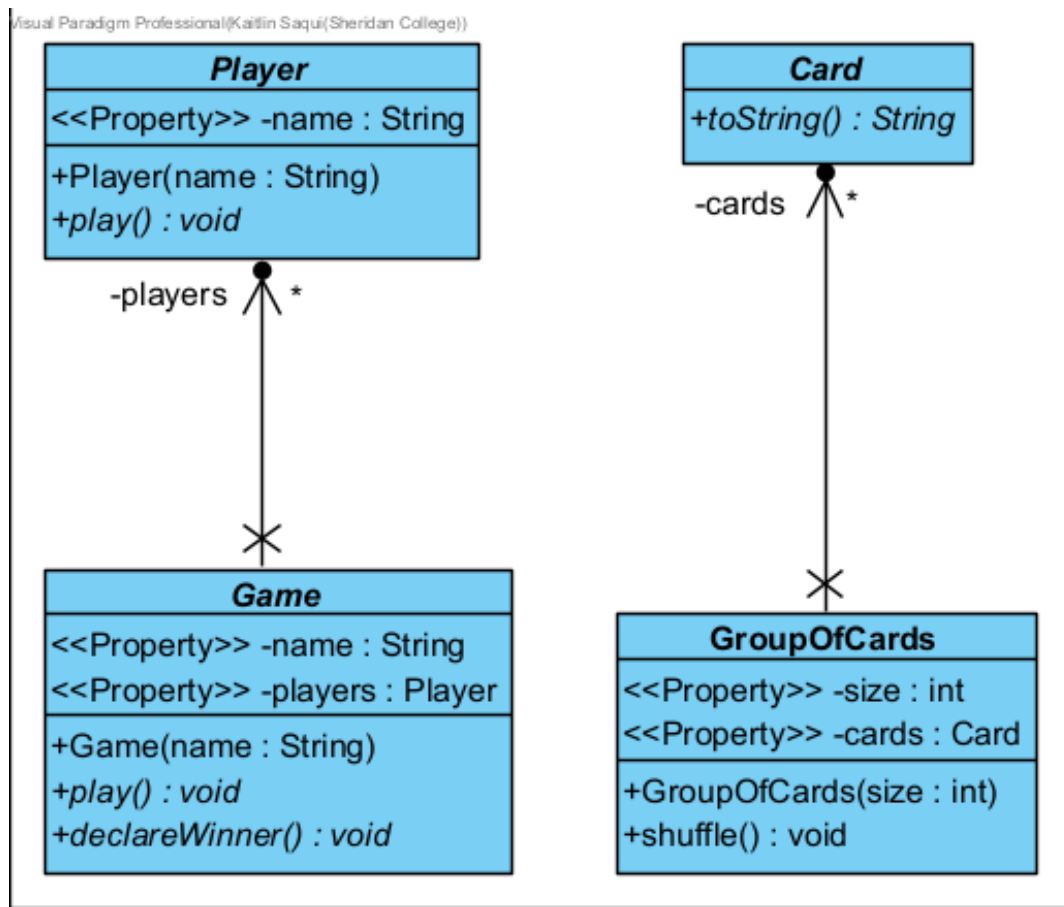 Visual Paradigm Professional(Kaitlin Saqui(Sheridan College))
Player
<<Property>> -name : String
+Player(name : String)
+play() : void
-players
*
Game
<<Property>> -name : String
<<Property>> -players : Player
+Game(name : String)
+play() : void
+declareWinner() : void
Card
+toString() : String
-cards
*
GroupOfCards
<<Property>> -size : int
<<Property>> -cards : Card
+GroupOfCards(size : int)
+shuffle() : void